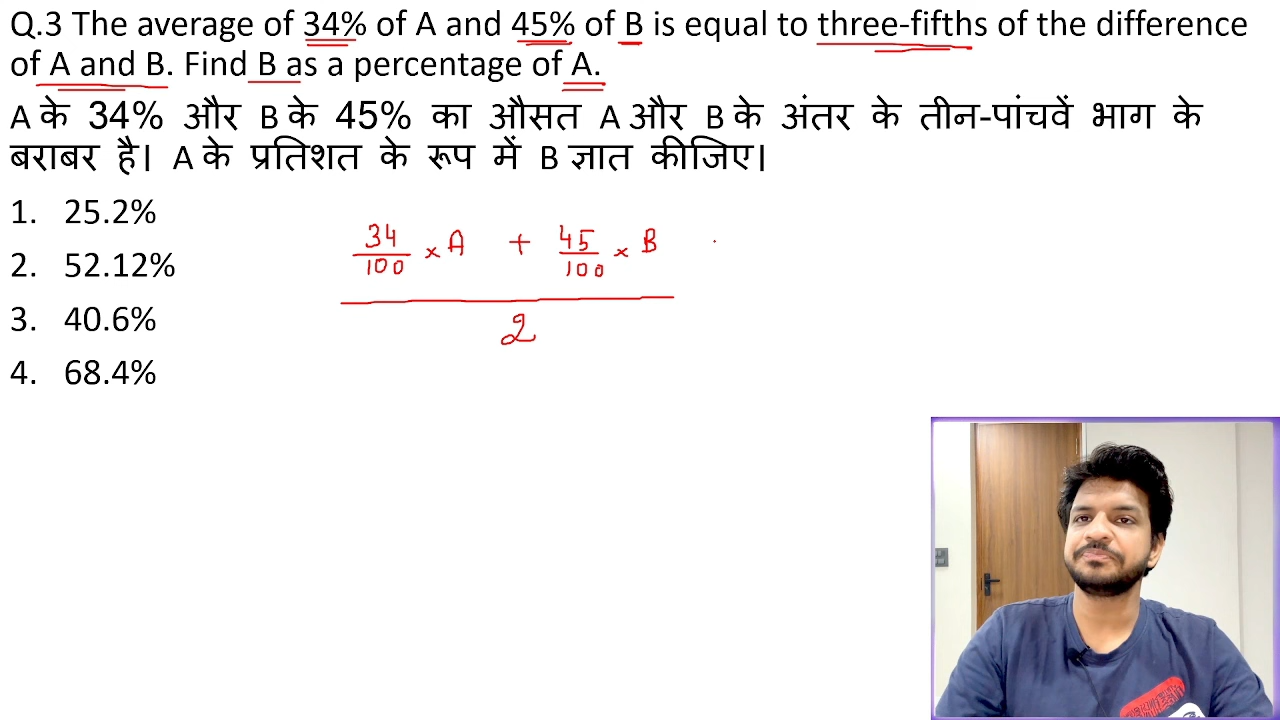 Q.3 The average of 34% of A and 45% of B is equal to three-fifths of the difference
of A and B. Find B as a percentage of A.
A के 34% और B के 45% का औसत A और B के अंतर के तीन-पांचवें भाग के
बराबर है। A के प्रतिशत के रूप में B ज्ञात कीजिए।
1. 25.2%
2. 52.12%
3. 40.6%
4. 68.4%
34/100 × A + 45/100 × B
2